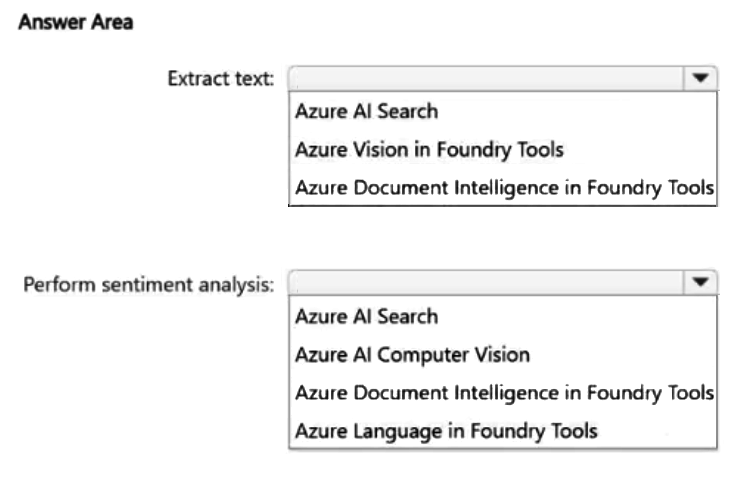 Answer Area
Extract text:
Azure AI Search
Azure Vision in Foundry Tools
Azure Document Intelligence in Foundry Tools
Perform sentiment analysis:
Azure AI Search
Azure AI Computer Vision
Azure Document Intelligence in Foundry Tools
Azure Language in Foundry Tools